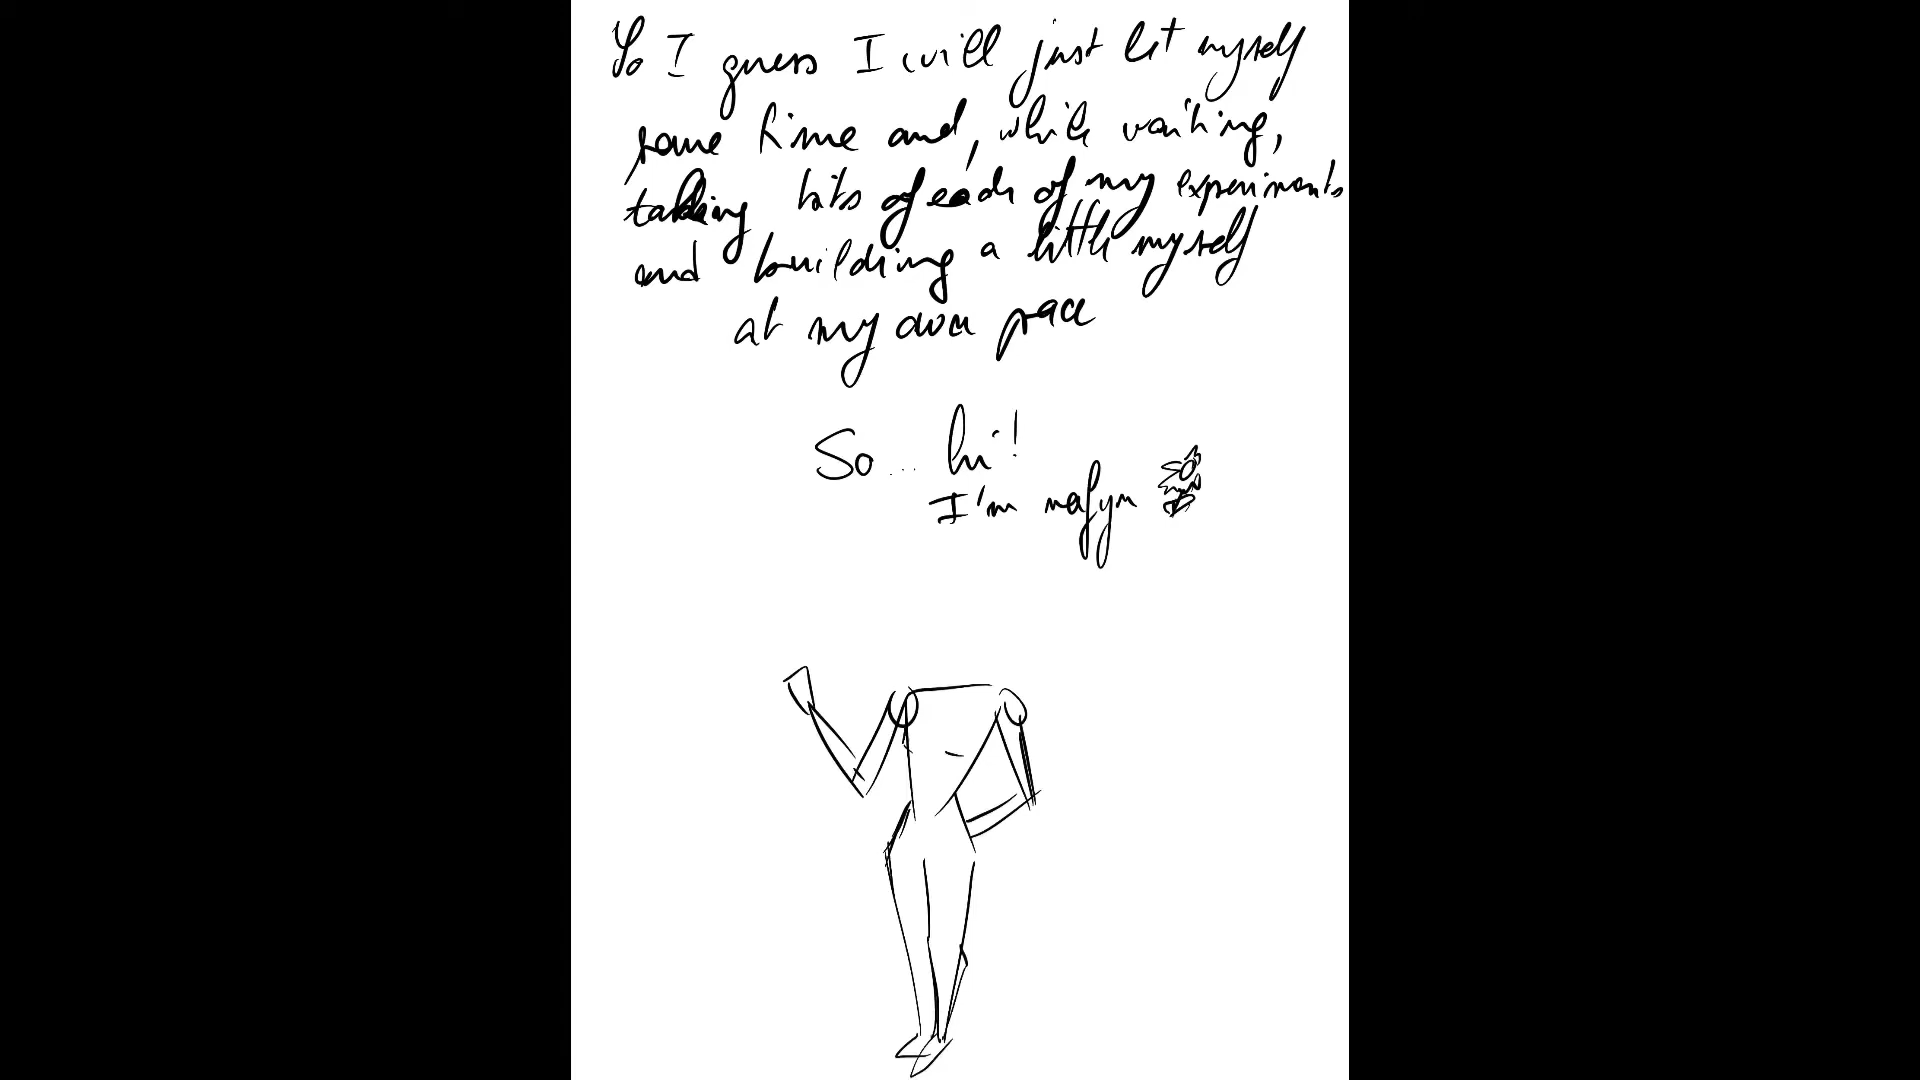 So I guess I will just let myself
some time and, while waiting,
taking bits of each of my experiments
and building a little myself
at my own pace
So... hi!
I'm nafyn